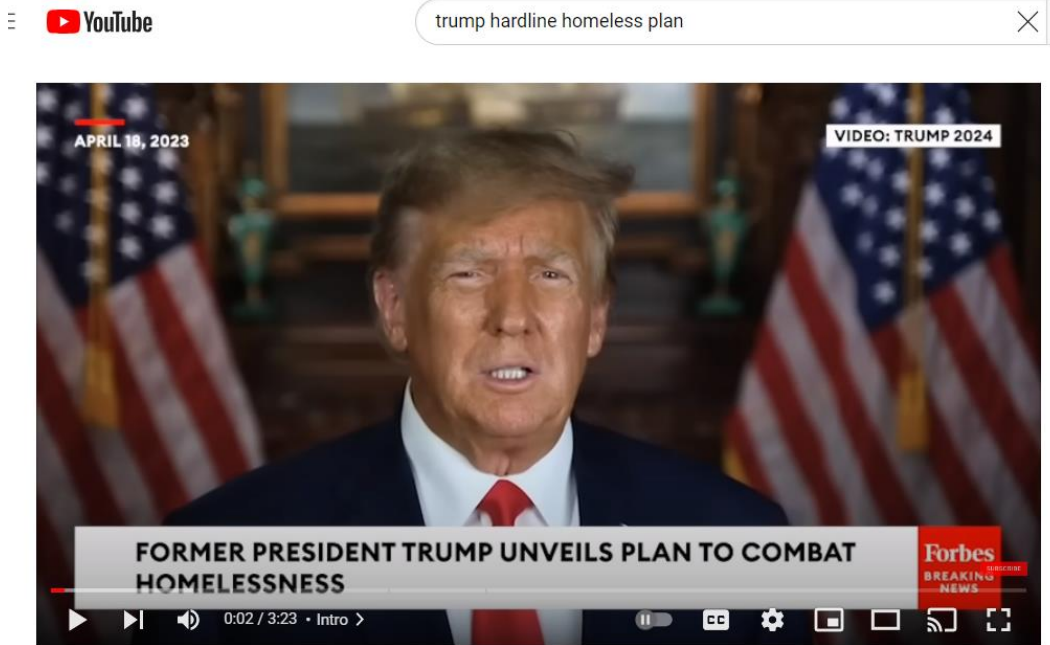 YouTube
trump hardline homeless plan
APRIL 18, 2023
VIDEO: TRUMP 2024
FORMER PRESIDENT TRUMP UNVEILS PLAN TO COMBAT
HOMELESSNESS
Forbes
SUBSCRIBE
BREAKING
NEWS
0:02 / 3:23 • Intro >
CC